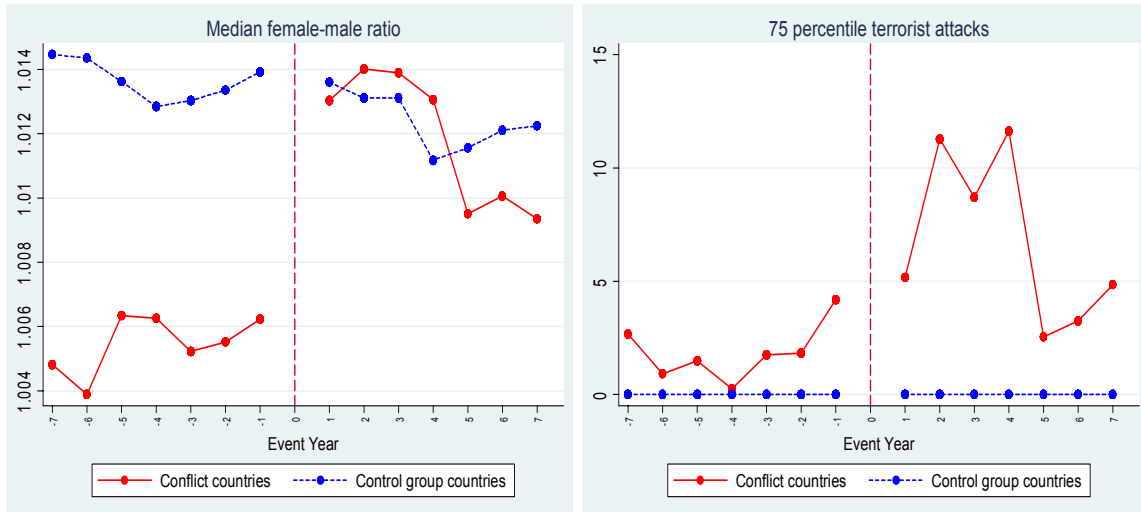 Median female-male ratio
1.014
1.012
1.01
1.008
1.006
1.004
-7 -6 -5 -4 -3 -2 -1 0 1 2 3 4 5 6 7
Event Year
Conflict countries Control group countries
75 percentile terrorist attacks
15
10
5
0
-7 -6 -5 -4 -3 -2 -1 0 1 2 3 4 5 6 7
Event Year
Conflict countries Control group countries